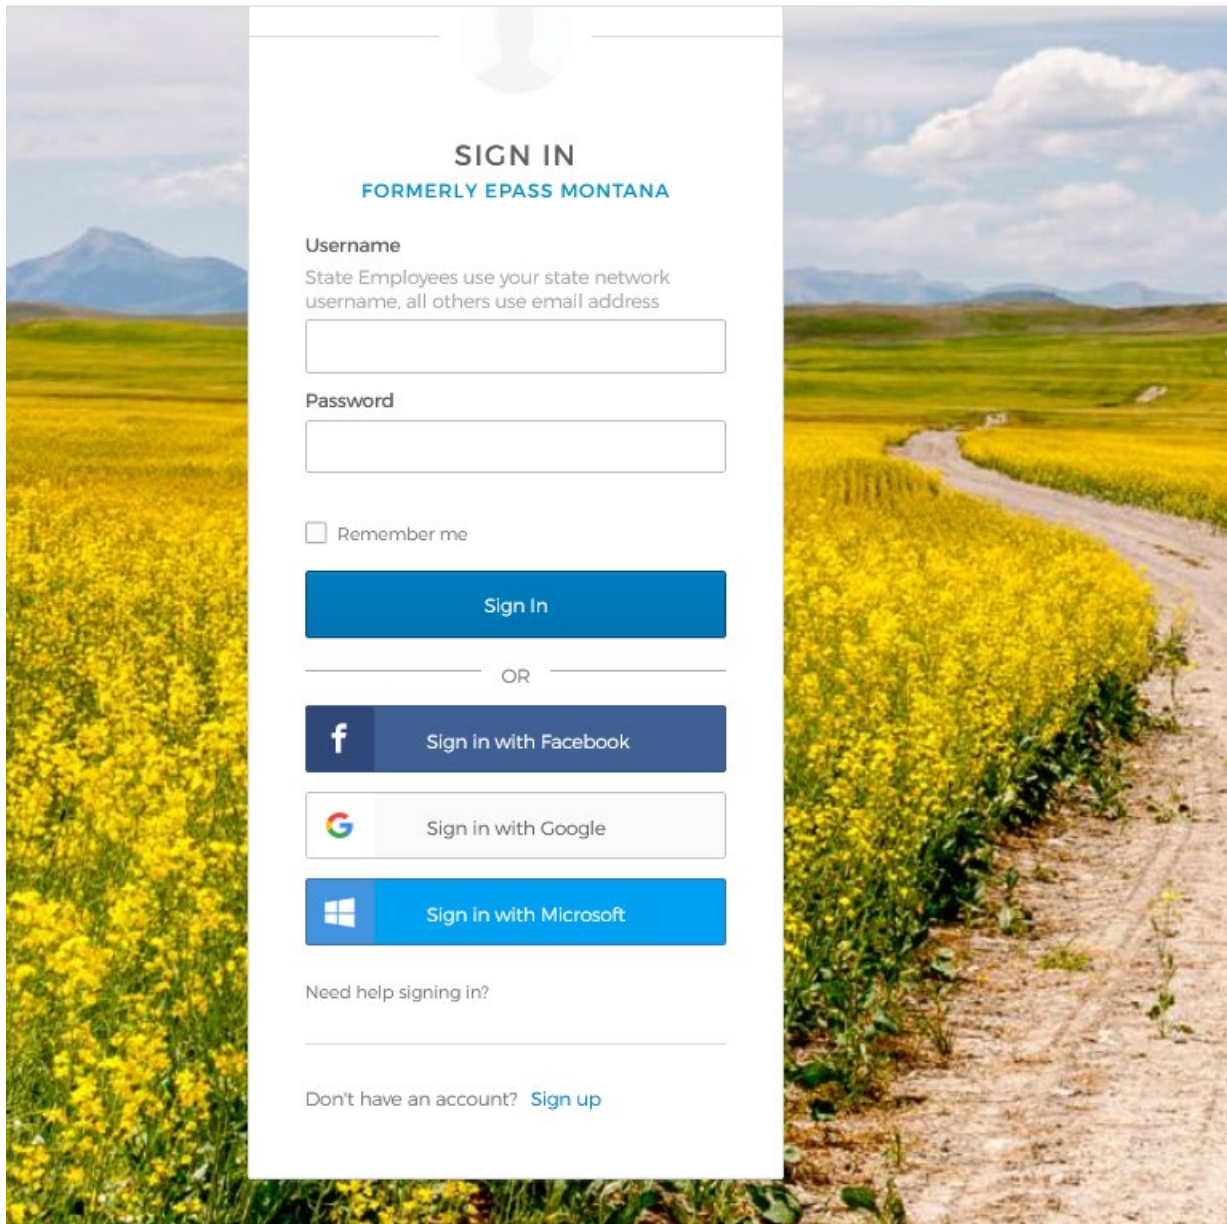 SIGN IN
FORMERLY EPASS MONTANA
Username
State Employees use your state network
username, all others use email address
Password
Remember me
Sign In
OR
f Sign in with Facebook
G Sign in with Google
Sign in with Microsoft
Need help signing in?
Don't have an account? Sign up